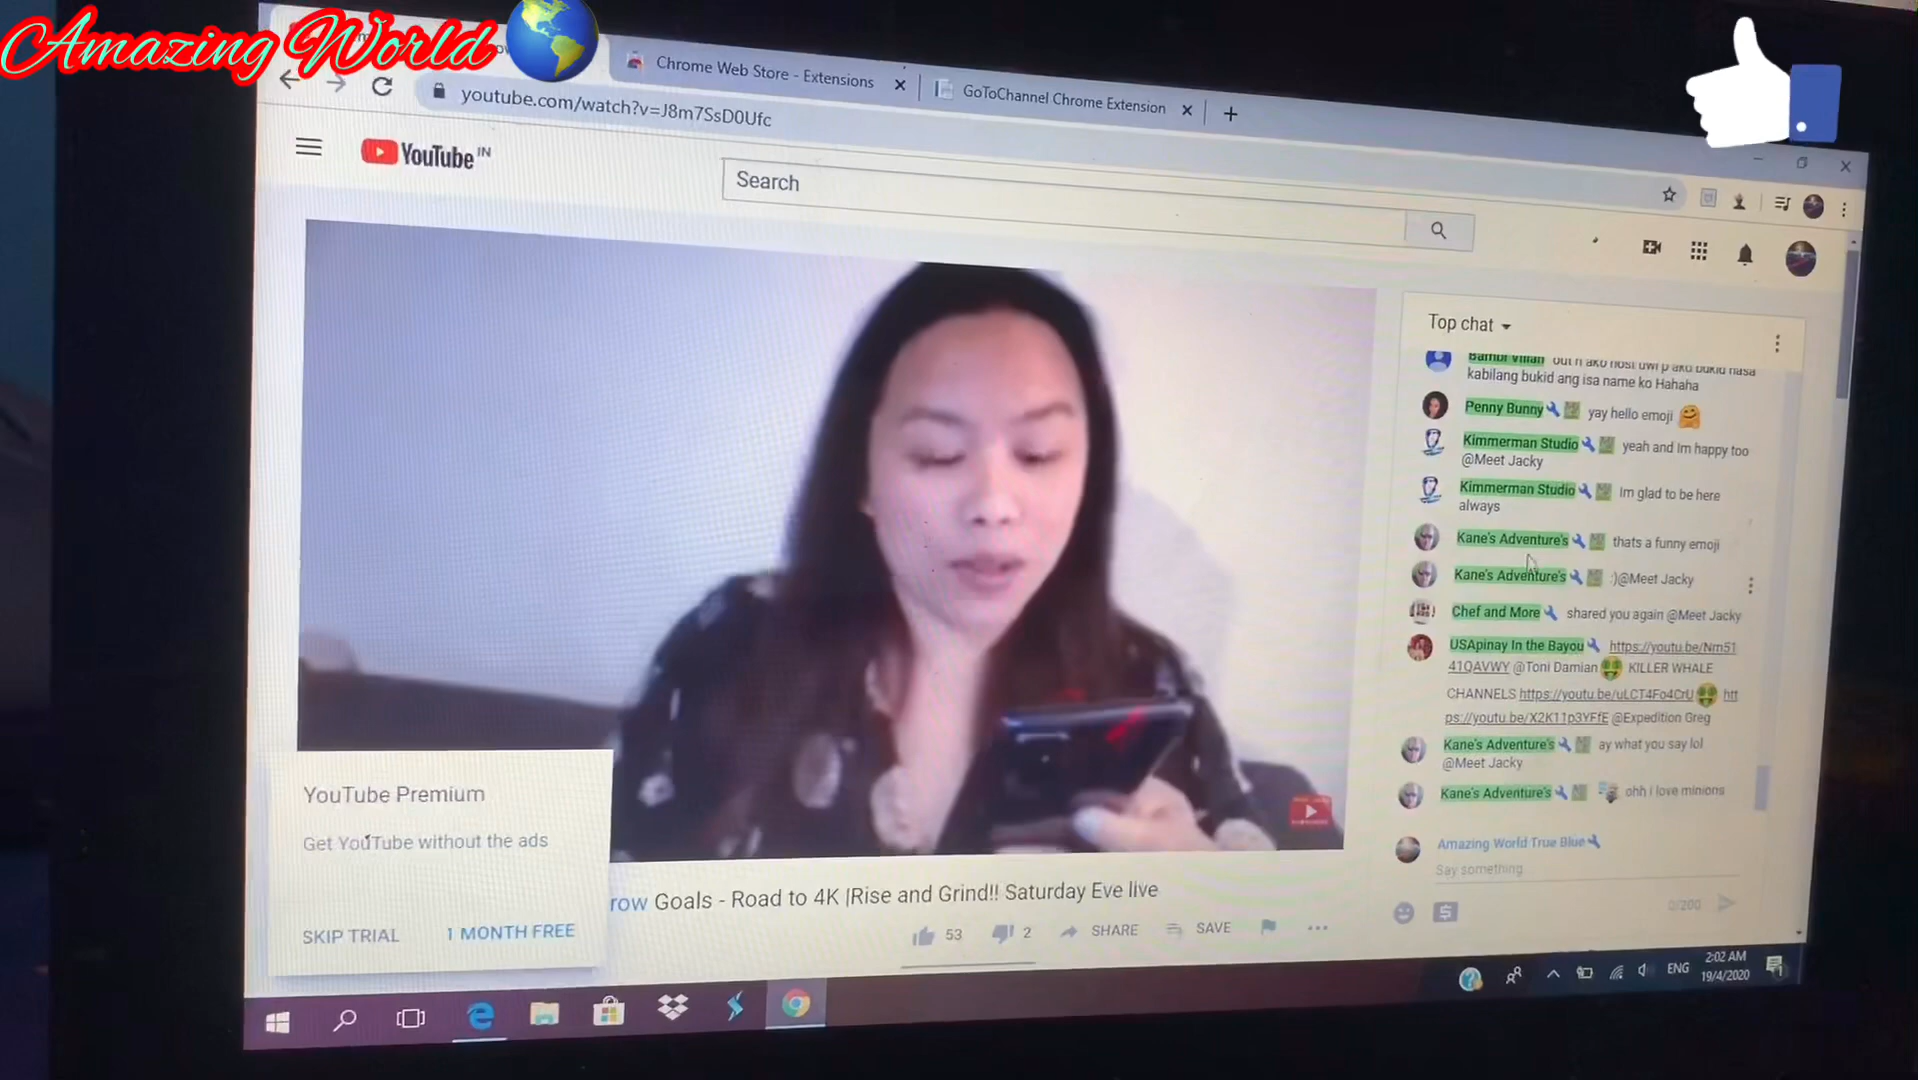 Amazing World
Chrome Web Store - Extensions
GoToChannel Chrome Extension
youtube.com/watch?v=J8m7SsD0Ufc
YouTube IN
Search
Top chat
kabilang bukid ang isa name ko Hahaha
Penny Bunny yay hello emoji
Kimmerman Studio yeah and Im happy too
@Meet Jacky
Kimmerman Studio Im glad to be here
always
Kane's Adventure's thats a funny emoji
Kane's Adventure's :)@Meet Jacky
Chef and More shared you again @Meet Jacky
USApinay In the Bayou https://youtu.be/Nm51
41QAVWY @Toni Damian KILLER WHALE
CHANNELS https://youtu.be/uLCT4Fo4CrU htt
ps://youtu.be/X2K11p3YFfE @Expedition Greg
Kane's Adventure's ay what you say lol
@Meet Jacky
Kane's Adventure's ohh i love minions
Amazing World True Blue
Say something
0/200
YouTube Premium
Get YouTube without the ads
SKIP TRIAL 1 MONTH FREE
row Goals - Road to 4K |Rise and Grind!! Saturday Eve live
53 2 SHARE SAVE
ENG
2:02 AM
19/4/2020